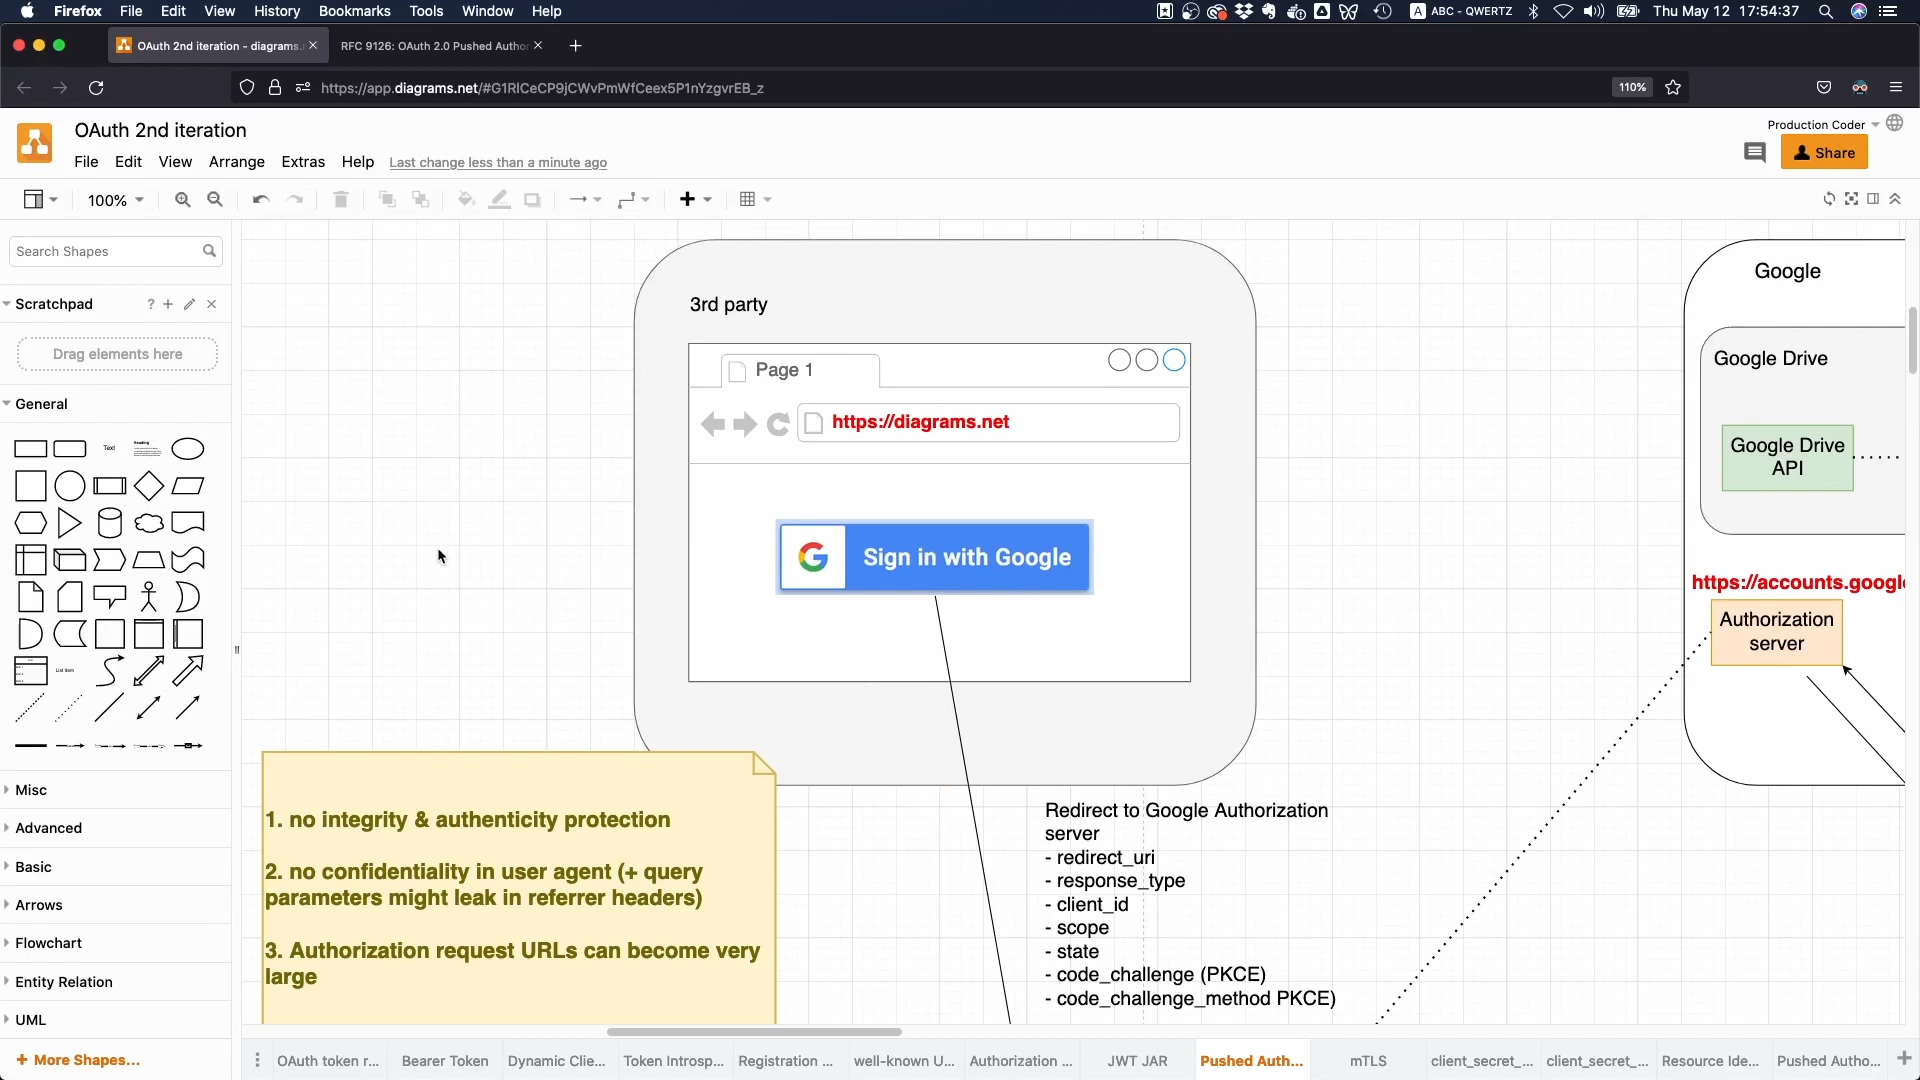 Firefox File Edit View History Bookmarks Tools Window Help
ABC - QWERTZ Thu May 12 17:54:37
OAuth 2nd iteration - diagrams.
RFC 9126: OAuth 2.0 Pushed Author
https://app.diagrams.net/#G1RlCeCP9jCWvPmWfCeex5P1nYzgvrEB_z
110%
OAuth 2nd iteration
Production Coder
File Edit View Arrange Extras Help Last change less than a minute ago
Share
100%
Search Shapes
Scratchpad
Drag elements here
General
Text
Heading
List Item
Misc
Advanced
Basic
Arrows
Flowchart
Entity Relation
UML
+ More Shapes...
3rd party
Page 1
https://diagrams.net
Sign in with Google
Google
Google Drive
Google Drive
API
https://accounts.google
Authorization
server
1. no integrity & authenticity protection
2. no confidentiality in user agent (+ query
parameters might leak in referrer headers)
3. Authorization request URLs can become very
large
Redirect to Google Authorization
server
- redirect_uri
- response_type
- client_id
- scope
- state
- code_challenge (PKCE)
- code_challenge_method PKCE)
OAuth token r... Bearer Token Dynamic Clie... Token Introsp... Registration ... well-known U... Authorization ... JWT JAR Pushed Auth... mTLS client_secret_... client_secret_... Resource Ide... Pushed Autho...